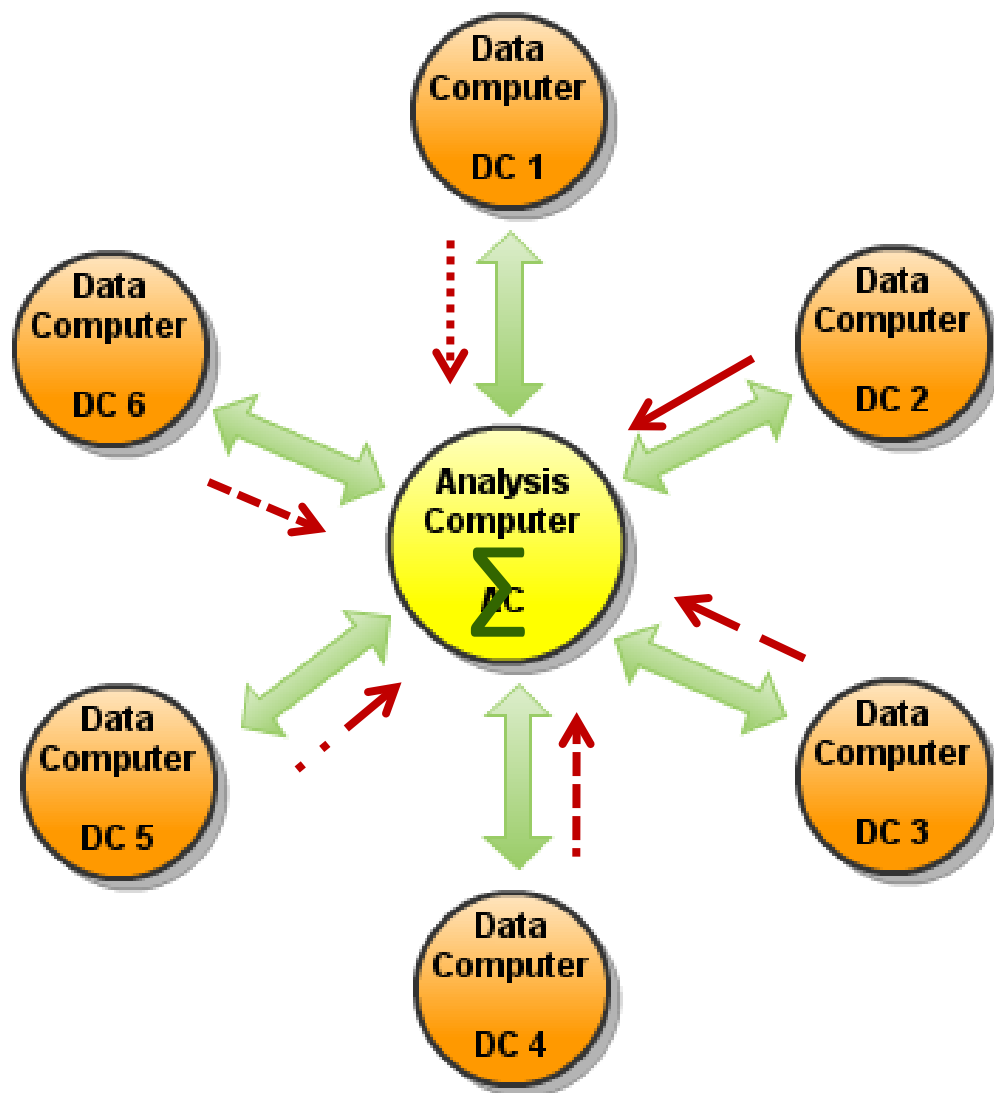 Data
Computer
DC 1
Data
Computer
DC 6
Data
Computer
DC 2
Analysis
Computer
AC
Σ
Data
Computer
DC 5
Data
Computer
DC 3
Data
Computer
DC 4